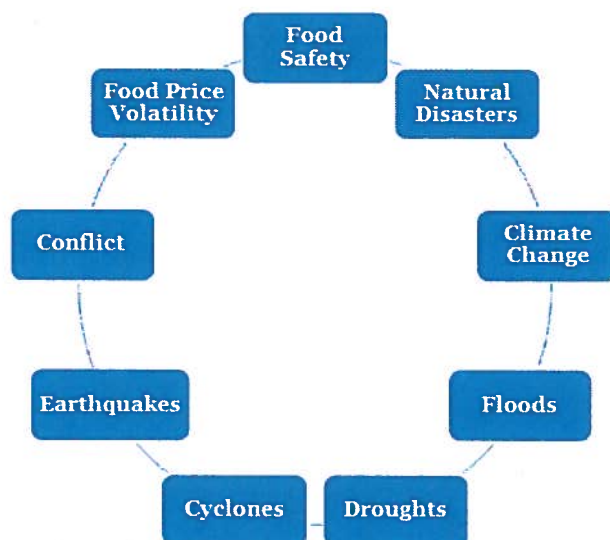 Food
Safety
Natural
Disasters
Climate
Change
Floods
Droughts
Cyclones
Earthquakes
Conflict
Food Price
Volatility